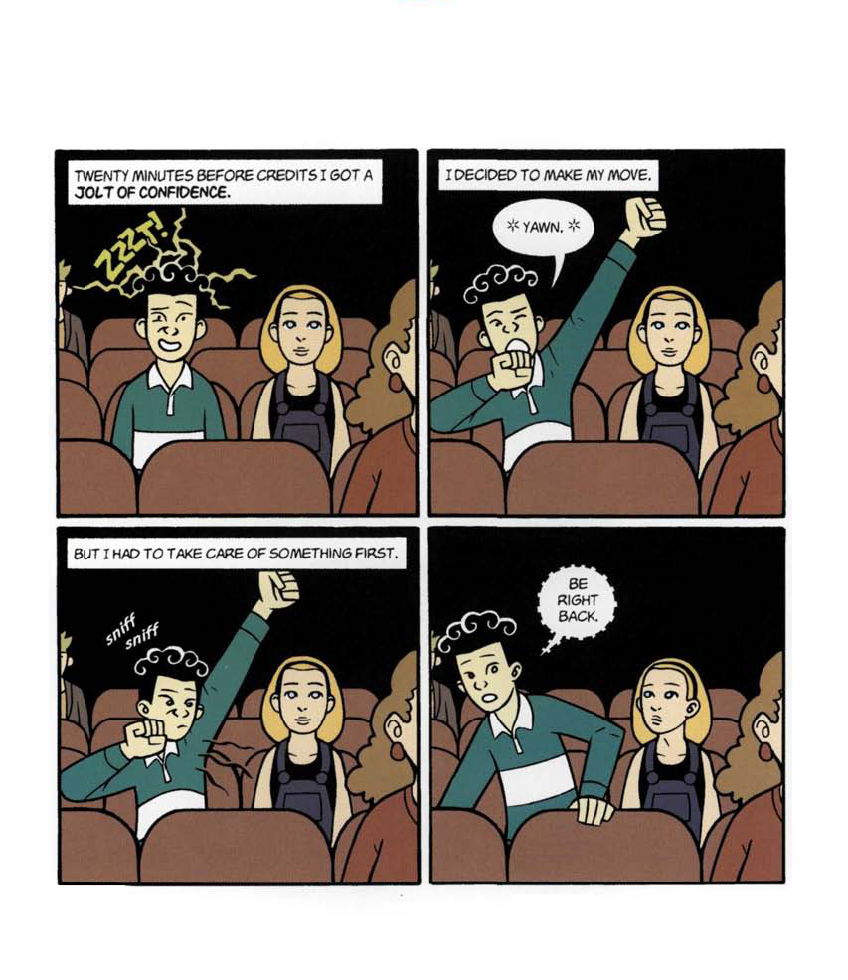 TWENTY MINUTES BEFORE CREDITS I GOT A
JOLT OF CONFIDENCE.
ZZZT!
I DECIDED TO MAKE MY MOVE.
* YAWN. *
BUT I HAD TO TAKE CARE OF SOMETHING FIRST.
sniff
sniff
BE
RIGHT
BACK.